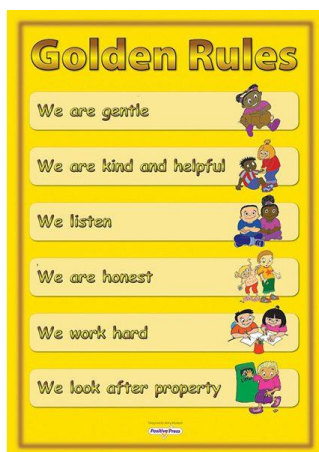 Golden Rules
We are gentle
We are kind and helpful
We listen
We are honest
We work hard
We look after property
Positive Press